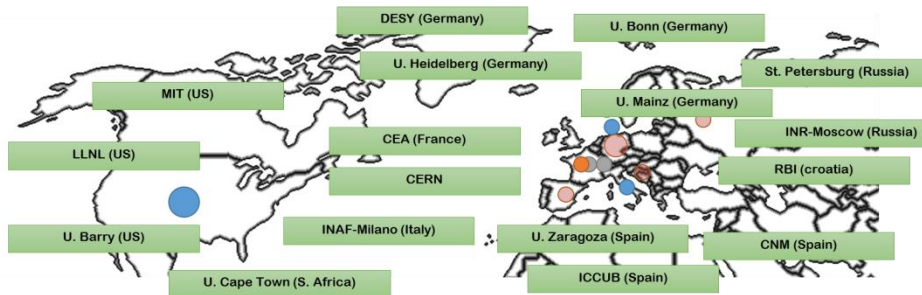 DESY (Germany)
U. Bonn (Germany)
U. Heidelberg (Germany)
St. Petersburg (Russia)
MIT (US)
U. Mainz (Germany)
CEA (France)
INR-Moscow (Russia)
LLNL (US)
RBI (croatia)
CERN
U. Barry (US)
INAF-Milano (Italy)
U. Zaragoza (Spain)
CNM (Spain)
U. Cape Town (S. Africa)
ICCUB (Spain)